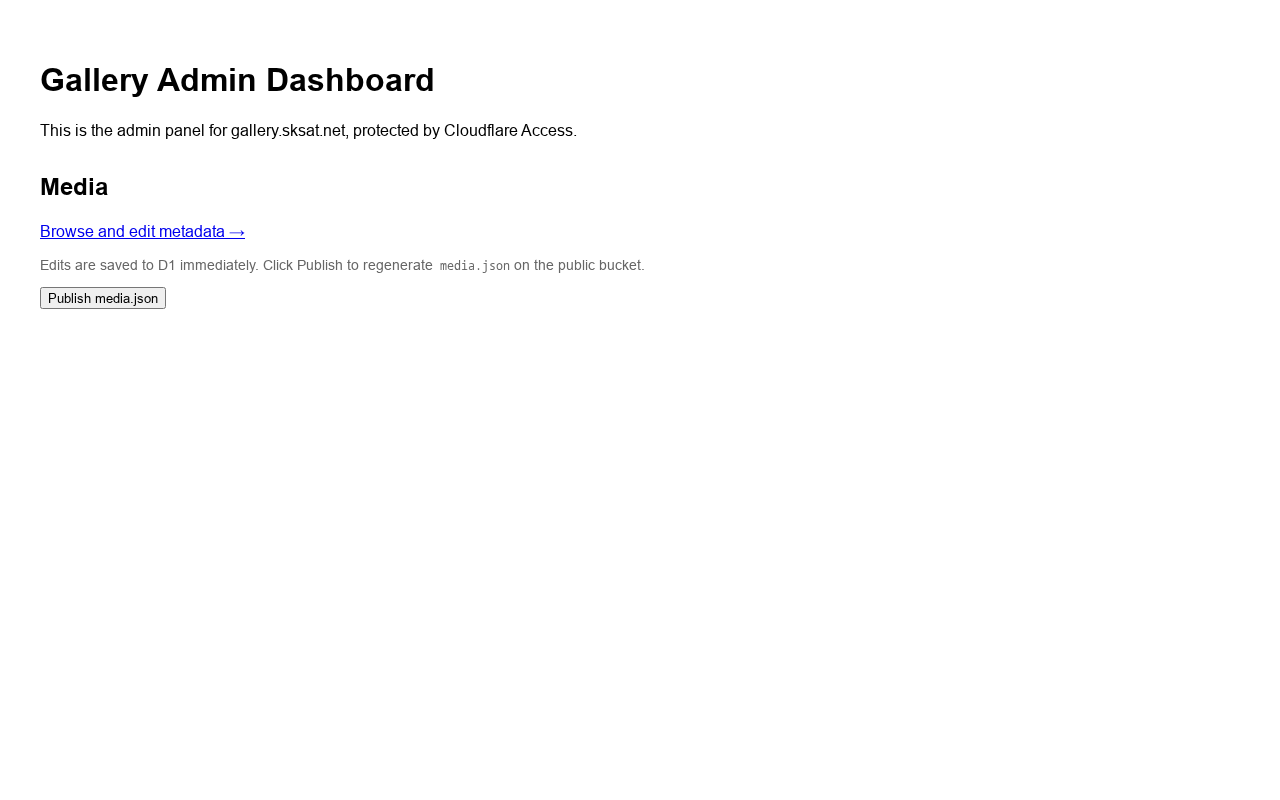 Gallery Admin Dashboard
This is the admin panel for gallery.sksat.net, protected by Cloudflare Access.
Media
Browse and edit metadata →
Edits are saved to D1 immediately. Click Publish to regenerate media.json on the public bucket.
Publish media.json